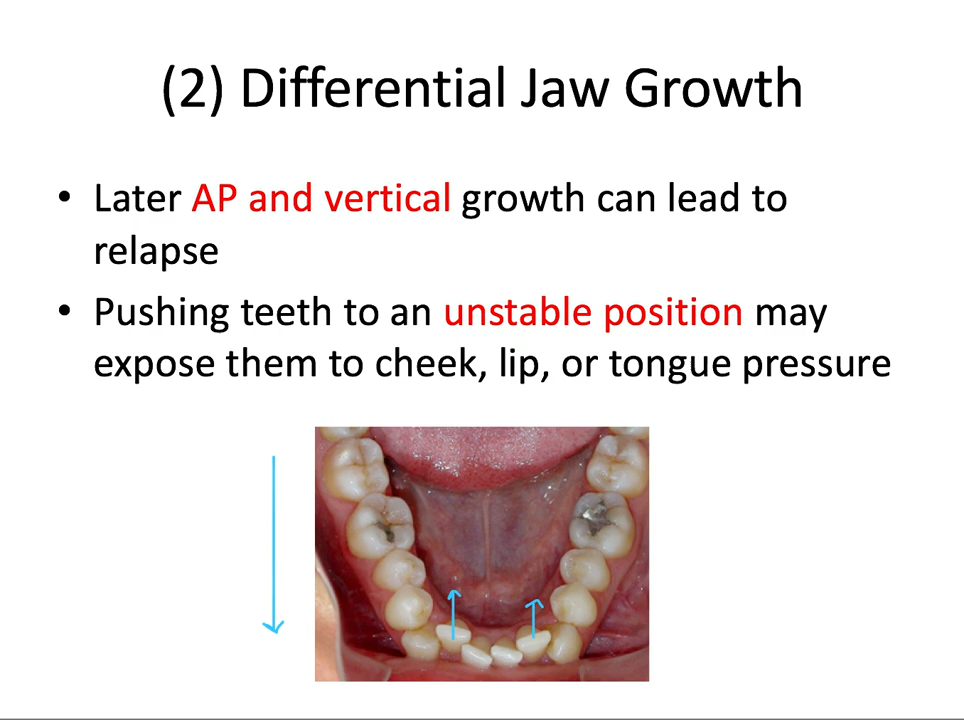 (2) Differential Jaw Growth
• Later AP and vertical growth can lead to
relapse
• Pushing teeth to an unstable position may
expose them to cheek, lip, or tongue pressure